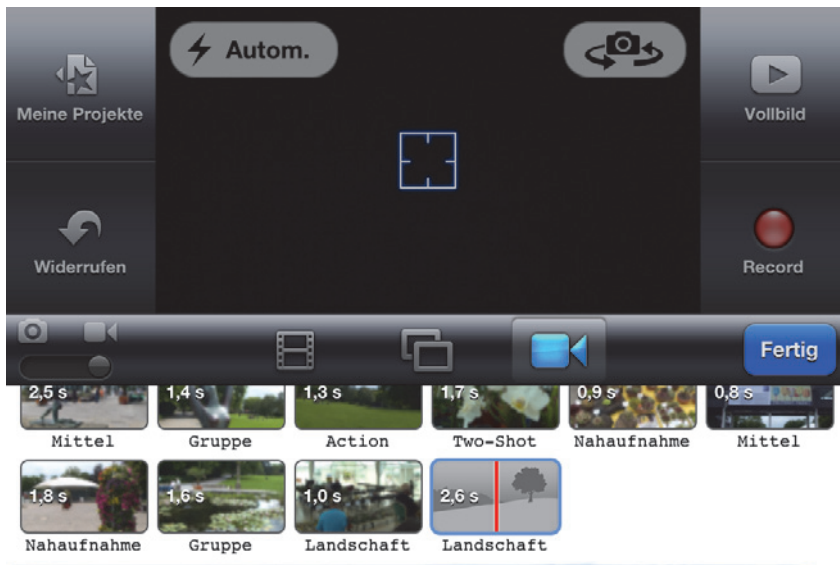 Autom.
Meine Projekte
Vollbild
Widerrufen
Record
Fertig
2,5 s
1,4 s
1,3 s
1,7 s
0,9 s
0,8 s
Mittel
Gruppe
Action
Two-Shot
Nahaufnahme
Mittel
1,8 s
1,6 s
1,0 s
2,6 s
Nahaufnahme
Gruppe
Landschaft
Landschaft